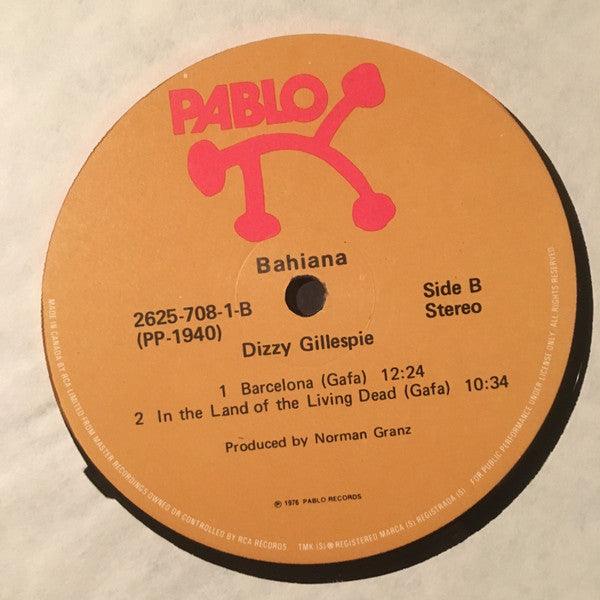 PABLO
Bahiana
2625-708-1-B
(PP-1940)
Side B
Stereo
Dizzy Gillespie
1 Barcelona (Gafa) 12:24
2 In the Land of the Living Dead (Gafa) 10:34
Produced by Norman Granz
℗ 1976 PABLO RECORDS
MADE IN CANADA BY RCA LIMITED FROM MASTER RECORDINGS OWNED OR CONTROLLED BY RCA RECORDS. TMK (S) ® REGISTERED MARCA (S) REGISTRADA (S) FOR PUBLIC PERFORMANCE UNDER LICENSE ONLY. ALL RIGHTS RESERVED